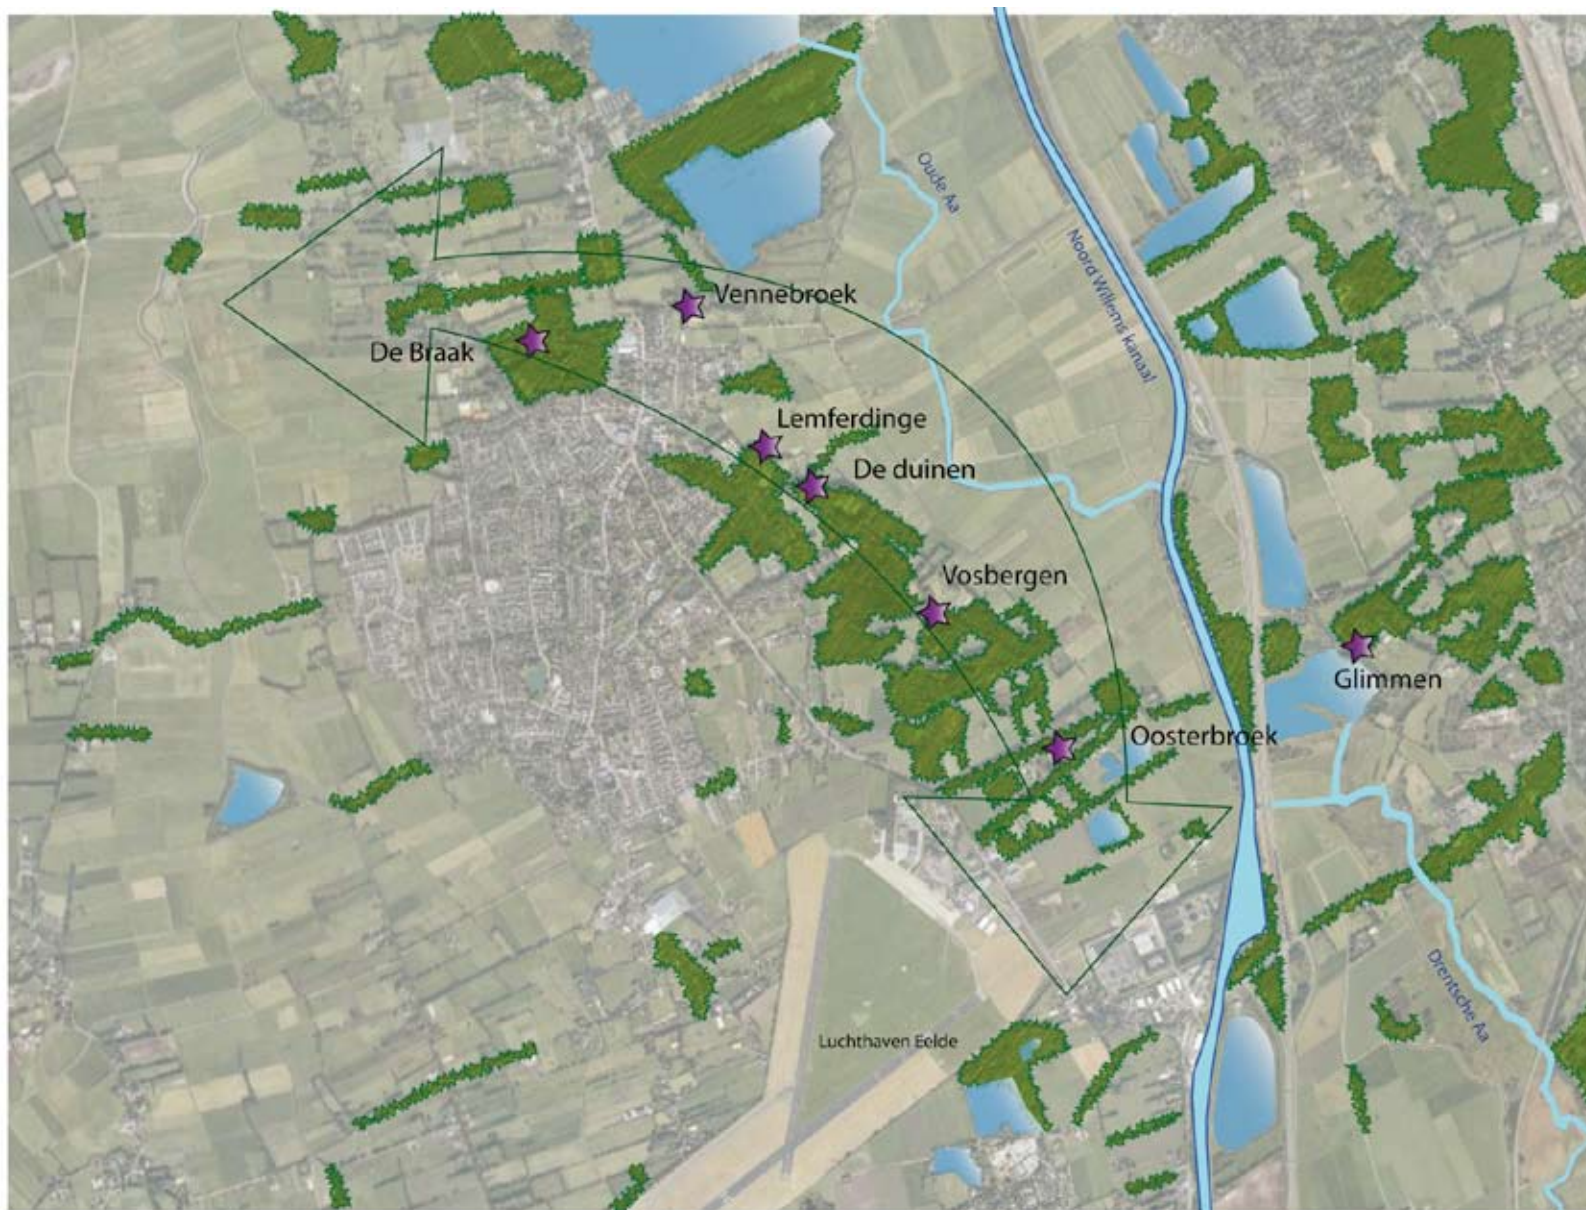 Oude Aa
Noord Willems kanaal
Vennebroek
De Braak
Lemferdinge
De duinen
Vosbergen
Glimmen
Oosterbroek
Drentsche Aa
Luchthaven Eelde